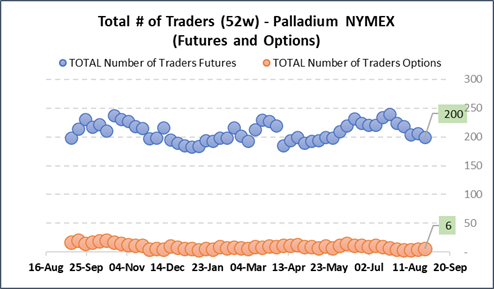 Total # of Traders (52w) - Palladium NYMEX
(Futures and Options)
TOTAL Number of Traders Futures
TOTAL Number of Traders Options
300
250
200
200
150
100
50
6
-
16-Aug 25-Sep 04-Nov 14-Dec 23-Jan 04-Mar 13-Apr 23-May 02-Jul 11-Aug 20-Sep